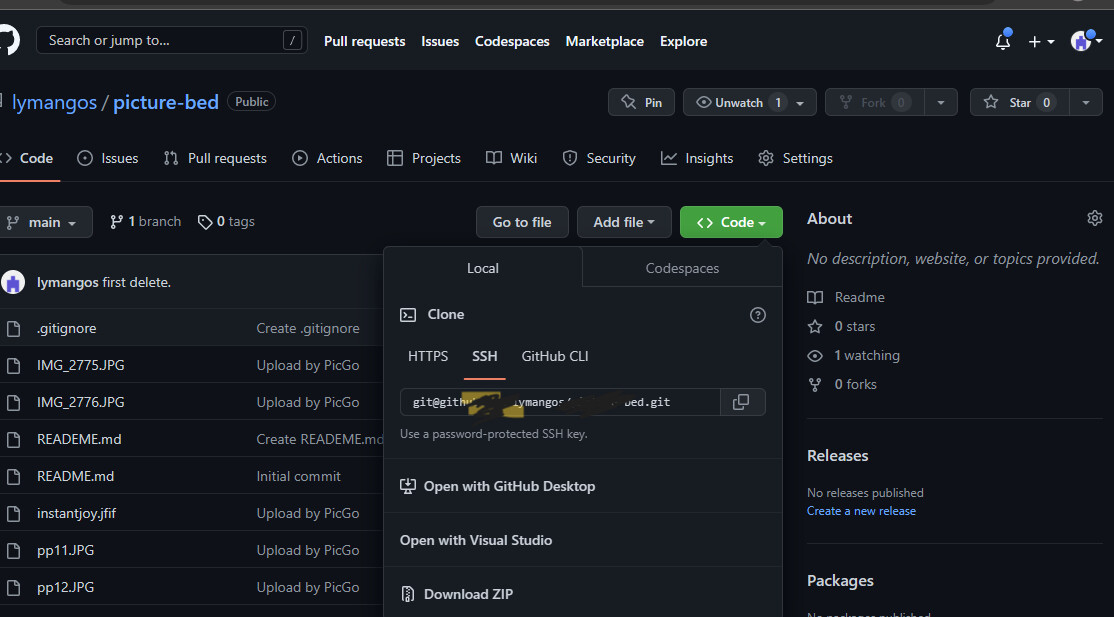 Search or jump to... /
Pull requests Issues Codespaces Marketplace Explore
lymangos / picture-bed Public
Pin Unwatch 1 Fork 0 Star 0
Code Issues Pull requests Actions Projects Wiki Security Insights Settings
main 1 branch 0 tags Go to file Add file <> Code
lymangos first delete.
.gitignore Create .gitignore
IMG_2775.JPG Upload by PicGo
IMG_2776.JPG Upload by PicGo
READEME.md Create READEME.md
README.md Initial commit
instantjoy.jfif Upload by PicGo
pp11.JPG Upload by PicGo
pp12.JPG Upload by PicGo
Local Codespaces
Clone
HTTPS SSH GitHub CLI
lymangos/ bed.git
Use a password-protected SSH key.
Open with GitHub Desktop
Open with Visual Studio
Download ZIP
About
No description, website, or topics provided.
Readme
0 stars
1 watching
0 forks
Releases
No releases published
Create a new release
Packages